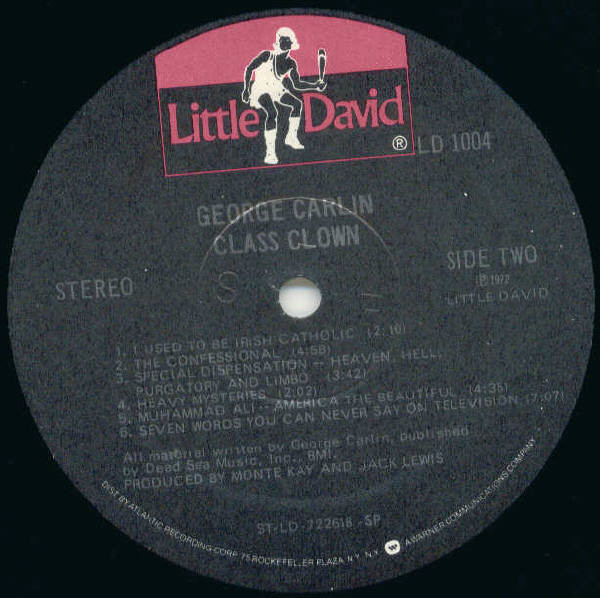 Little David ®
LD 1004
GEORGE CARLIN
CLASS CLOWN
STEREO
SIDE TWO
℗ 1972
LITTLE DAVID
S
1. I USED TO BE IRISH CATHOLIC (2:10)
2. THE CONFESSIONAL (4:58)
3. SPECIAL DISPENSATION -- HEAVEN, HELL,
PURGATORY AND LIMBO (3:42)
4. HEAVY MYSTERIES (2:02)
5. MUHAMMAD ALI -- AMERICA THE BEAUTIFUL (4:35)
6. SEVEN WORDS YOU CAN NEVER SAY ON TELEVISION (7:07)
All material written by George Carlin, published
by Dead Sea Music, Inc., BMI.
PRODUCED BY MONTE KAY AND JACK LEWIS
ST-LD-722618-SP
DIST. BY ATLANTIC RECORDING CORP. 75 ROCKEFELLER PLAZA N.Y. N.Y. A WARNER COMMUNICATIONS COMPANY